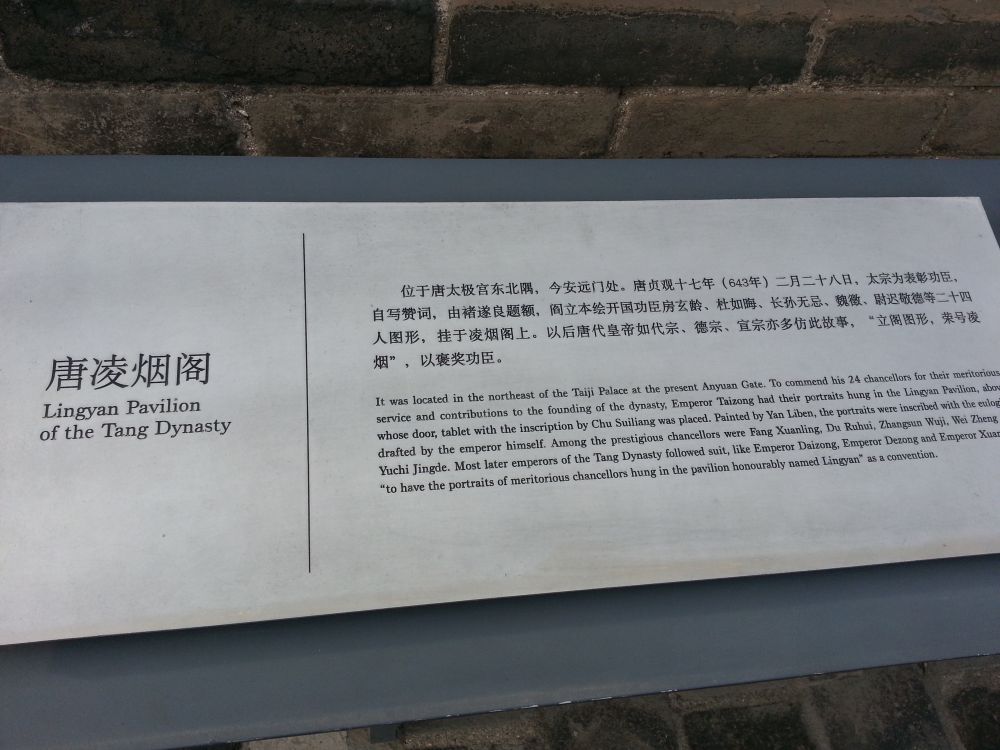 唐凌烟阁
Lingyan Pavilion
of the Tang Dynasty
位于唐太极宫东北隅，今安远门处。唐贞观十七年（643年）二月二十八日，太宗为表彰功臣，
自写赞词，由褚遂良题额，阎立本绘开国功臣房玄龄、杜如晦、长孙无忌、魏徵、尉迟敬德等二十四
人图形，挂于凌烟阁上。以后唐代皇帝如代宗、德宗、宣宗亦多仿此故事，“立阁图形，荣号凌
烟”，以褒奖功臣。
It was located in the northeast of the Taiji Palace at the present Anyuan Gate. To commend his 24 chancellors for their meritorious
service and contributions to the founding of the dynasty, Emperor Taizong had their portraits hung in the Lingyan Pavilion,
whose door, tablet with the inscription by Chu Suiliang was placed. Painted by Yan Liben, the portraits were inscribed with the
drafted by the emperor himself. Among the prestigious chancellors were Fang Xuanling, Du Ruhui, Zhangsun Wuji, Wei Zheng
Yuchi Jingde. Most later emperors of the Tang Dynasty followed suit, like Emperor Daizong, Emperor Dezong and Emperor
“to have the portraits of meritorious chancellors hung in the pavilion honourably named Lingyan” as a convention.